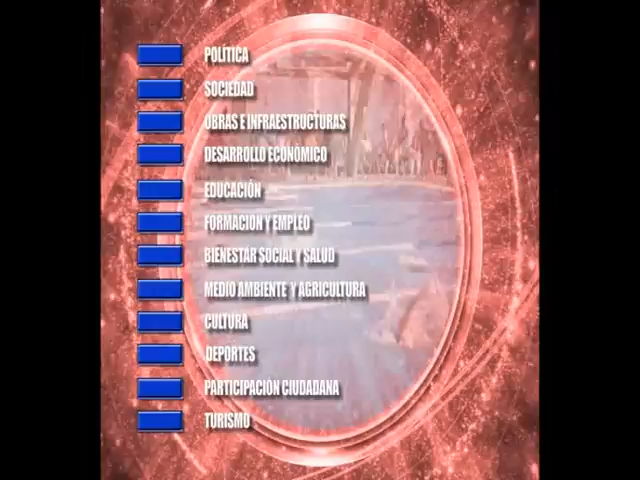 POLÍTICA
SOCIEDAD
OBRAS E INFRAESTRUCTURAS
DESARROLLO ECONÓMICO
EDUCACIÓN
FORMACION Y EMPLEO
BIENESTAR SOCIAL Y SALUD
MEDIO AMBIENTE Y AGRICULTURA
CULTURA
DEPORTES
PARTICIPACIÓN CIUDADANA
TURISMO